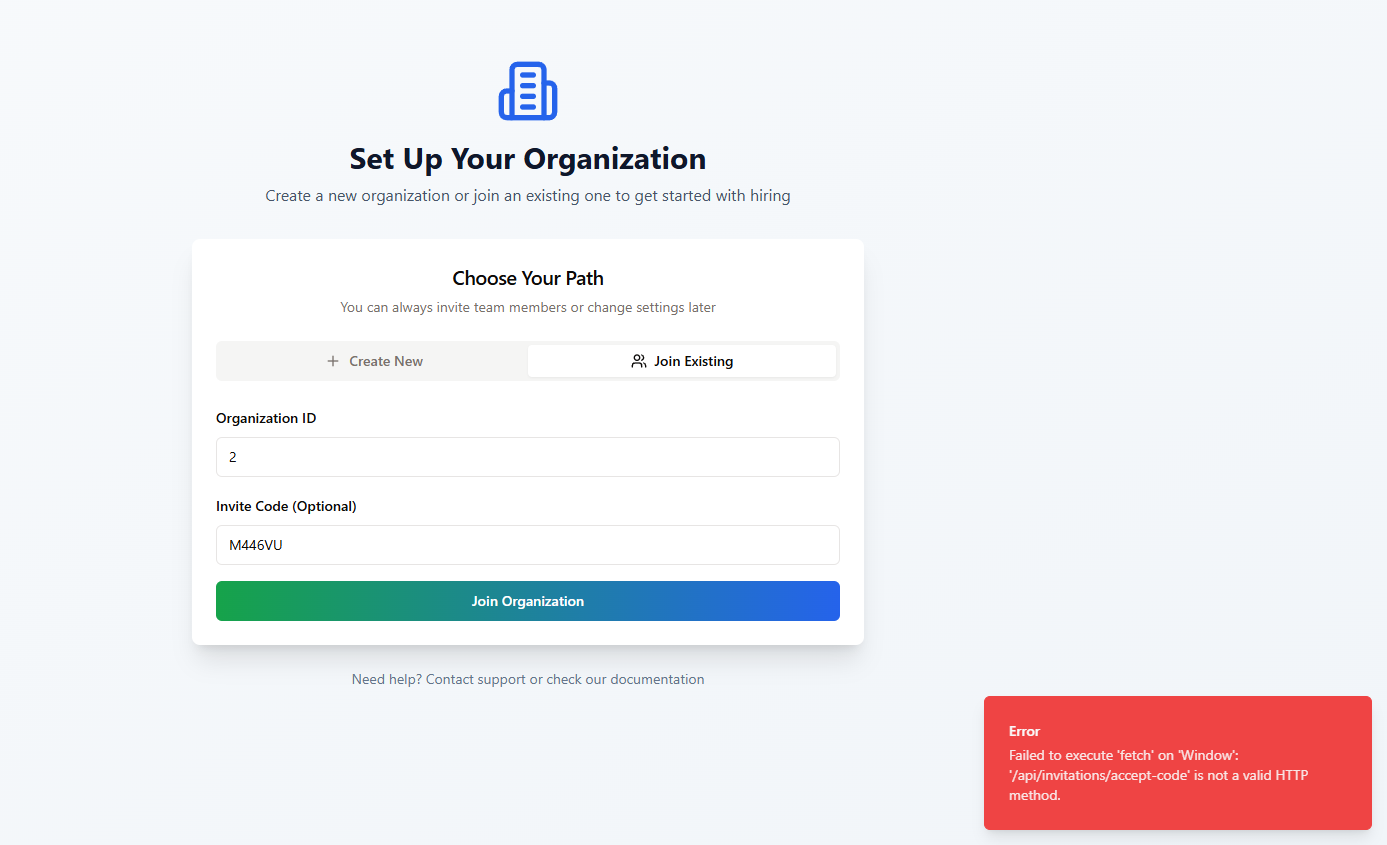 Set Up Your Organization
Create a new organization or join an existing one to get started with hiring
Choose Your Path
You can always invite team members or change settings later
Create New
Join Existing
Organization ID
2
Invite Code (Optional)
M446VU
Join Organization
Need help? Contact support or check our documentation
Error
Failed to execute 'fetch' on 'Window':
'/api/invitations/accept-code' is not a valid HTTP
method.